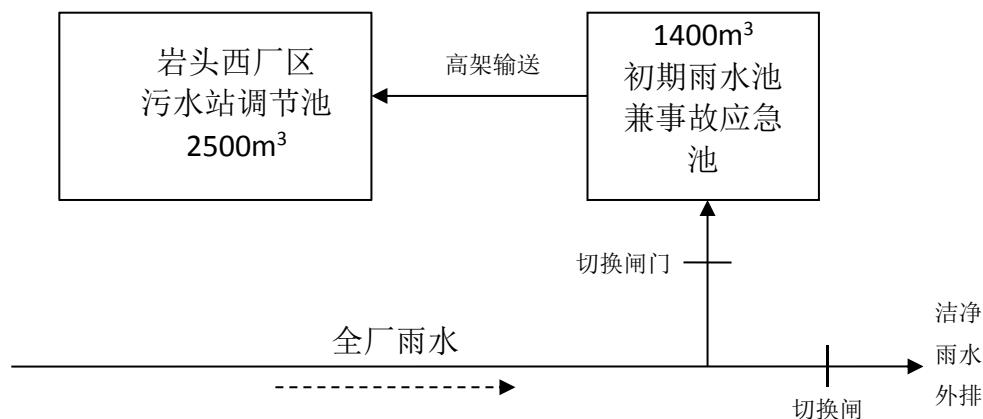 岩头西厂区
污水站调节池
2500m³
高架输送
1400m³
初期雨水池
兼事故应急
池
切换闸门
全厂雨水
切换闸
洁净
雨水
外排